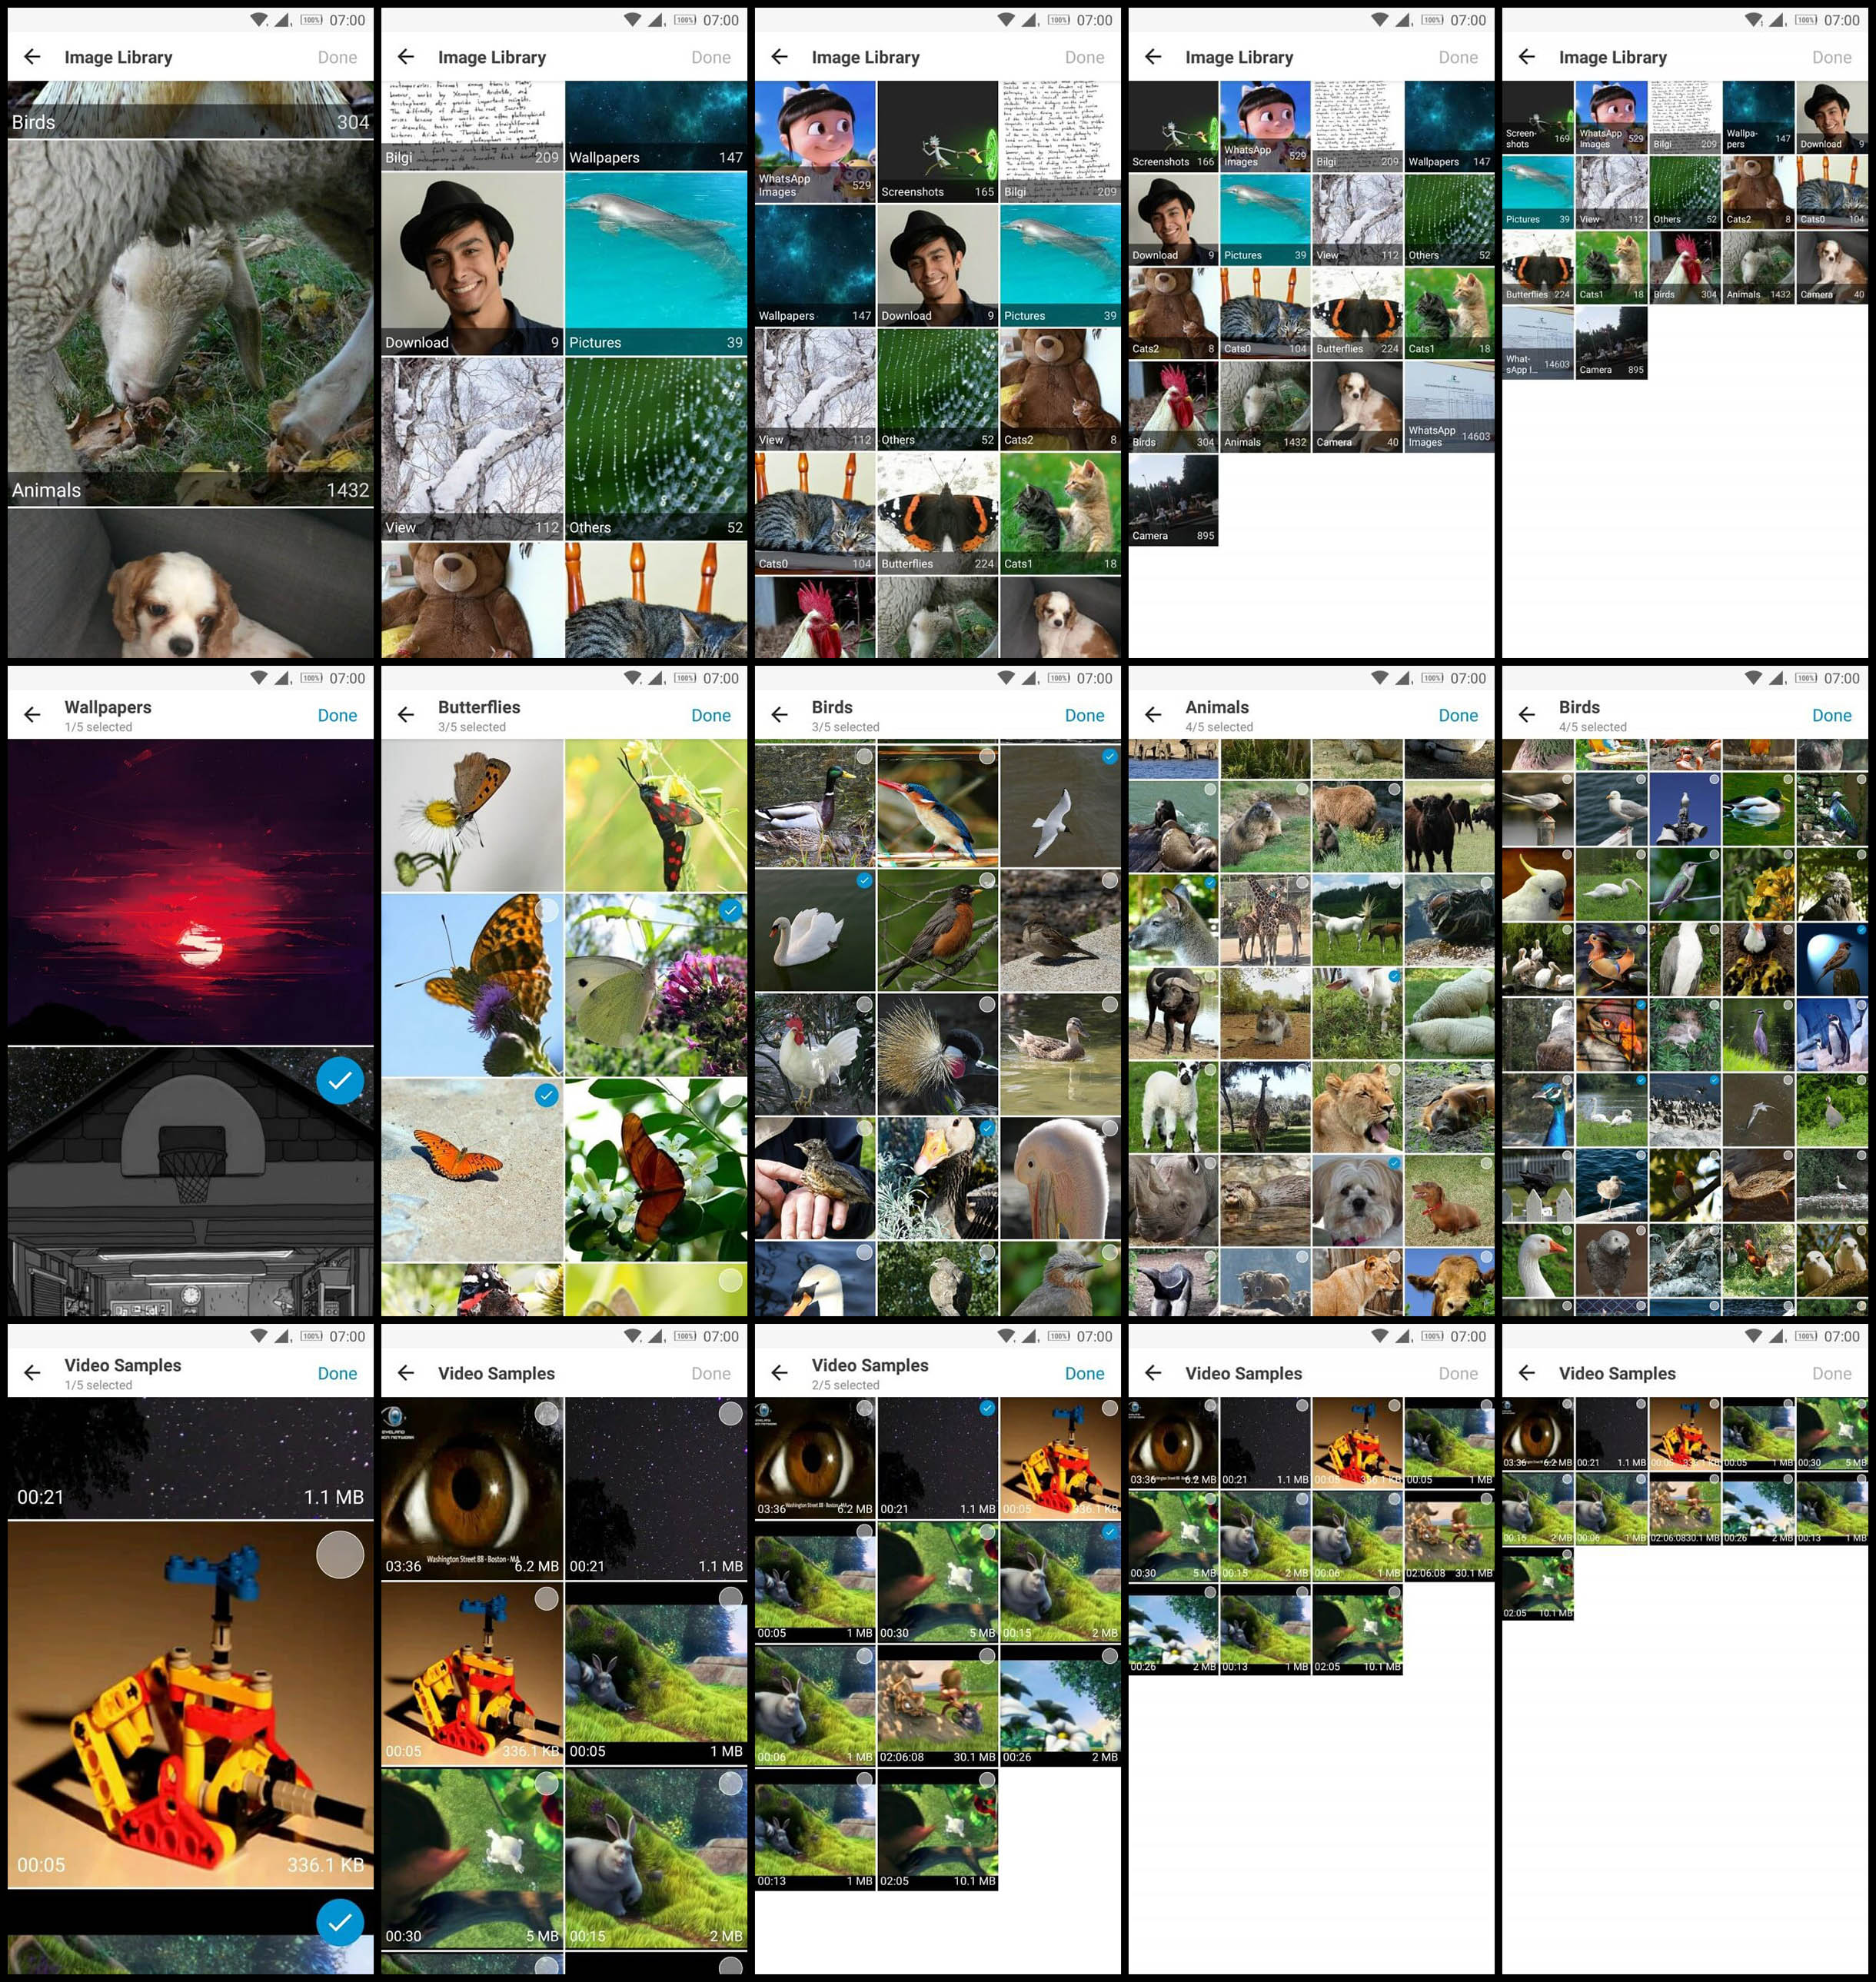 07:00
Image Library
Done
Birds 304
Animals 1432
07:00
Image Library
Done
Bilgi 209
Wallpapers 147
Download 9
Pictures 39
View 112
Others 52
07:00
Image Library
Done
WhatsApp
Images 529
Screenshots 165
Bilgi 209
Wallpapers 147
Download 9
Pictures 39
View 112
Others 52
Cats2 8
Cats0 104
Butterflies 224
Cats1 18
07:00
Image Library
Done
Screenshots 166
WhatsApp
Images 529
Bilgi 209
Wallpapers 147
Download 9
Pictures 39
View 112
Others 52
Cats2 8
Cats0 104
Butterflies 224
Cats1 18
Birds 304
Animals 1432
Camera 40
WhatsApp
Images 14603
Camera 895
07:00
Image Library
Done
Screen-
shots 169
WhatsApp
Images 529
Bilgi 209
Wallpa-
pers 147
Download 9
Pictures 39
View 112
Others 52
Cats2 8
Cats0 104
Butterflies 224
Cats1 18
Birds 304
Animals 1432
Camera 40
What-
sApp I... 14603
Camera 895
07:00
Wallpapers
1/5 selected
Done
07:00
Butterflies
3/5 selected
Done
07:00
Birds
3/5 selected
Done
07:00
Animals
4/5 selected
Done
07:00
Birds
4/5 selected
Done
07:00
Video Samples
1/5 selected
Done
00:21 1.1 MB
00:05 336.1 KB
07:00
Video Samples
Done
Washington Street 88 - Boston - MA
03:36 6.2 MB
00:21 1.1 MB
00:05 336.1 KB
00:05 1 MB
00:30 5 MB
00:15 2 MB
07:00
Video Samples
2/5 selected
Done
03:36 6.2 MB
00:21 1.1 MB
00:05 336.1 KB
00:05 1 MB
00:30 5 MB
00:15 2 MB
00:06 1 MB
02:06:08 30.1 MB
00:26 2 MB
00:13 1 MB
02:05 10.1 MB
07:00
Video Samples
Done
03:36 6.2 MB
00:21 1.1 MB
00:05 336.1 KB
00:05 1 MB
00:30 5 MB
00:15 2 MB
00:06 1 MB
02:06:08 30.1 MB
00:26 2 MB
00:13 1 MB
02:05 10.1 MB
07:00
Video Samples
Done
03:36 6.2 MB
00:21 1.1 MB
00:05 336.1 KB
00:05 1 MB
00:30 5 MB
00:15 2 MB
00:06 1 MB
02:06:08 30.1 MB
00:26 2 MB
00:13 1 MB
02:05 10.1 MB